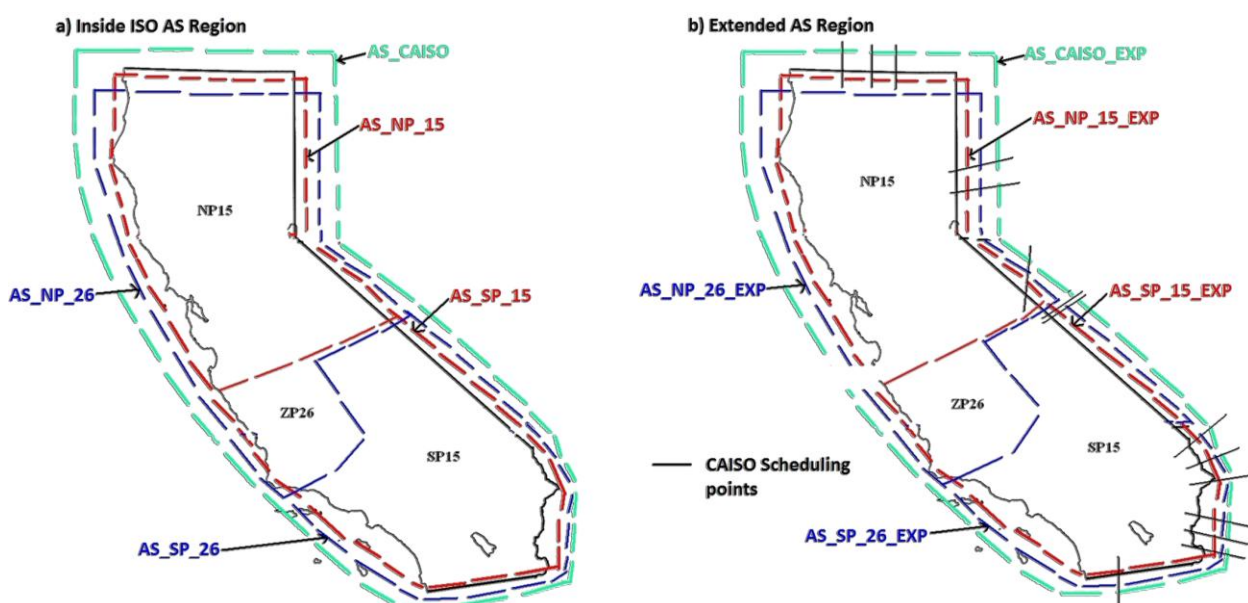 a) Inside ISO AS Region
AS_CAISO
AS_NP_15
NP15
AS_NP_26
AS_SP_15
ZP26
SP15
AS_SP_26
b) Extended AS Region
AS_CAISO_EXP
AS_NP_15_EXP
NP15
AS_NP_26_EXP
AS_SP_15_EXP
ZP26
SP15
CAISO Scheduling
points
AS_SP_26_EXP